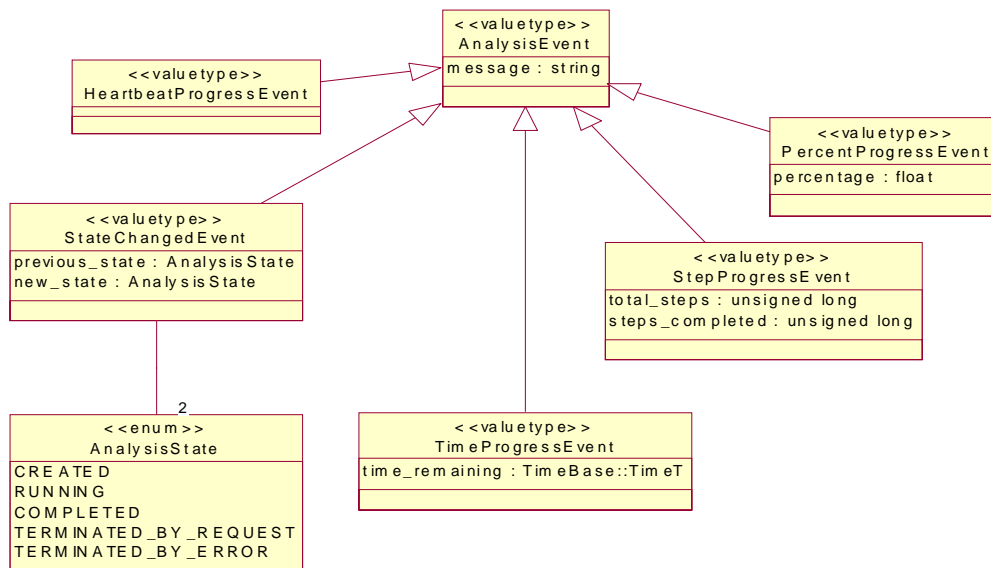 <<valuetype>>
AnalysisEvent
message : string
<<valuetype>>
HeartbeatProgressEvent
<<valuetype>>
PercentProgressEvent
percentage : float
<<valuetype>>
StateChangedEvent
previous_state : AnalysisState
new_state : AnalysisState
<<valuetype>>
StepProgressEvent
total_steps : unsigned long
steps_completed : unsigned long
2
<<enum>>
AnalysisState
CREATED
RUNNING
COMPLETED
TERMINATED_BY_REQUEST
TERMINATED_BY_ERROR
<<valuetype>>
TimeProgressEvent
time_remaining : TimeBase::TimeT